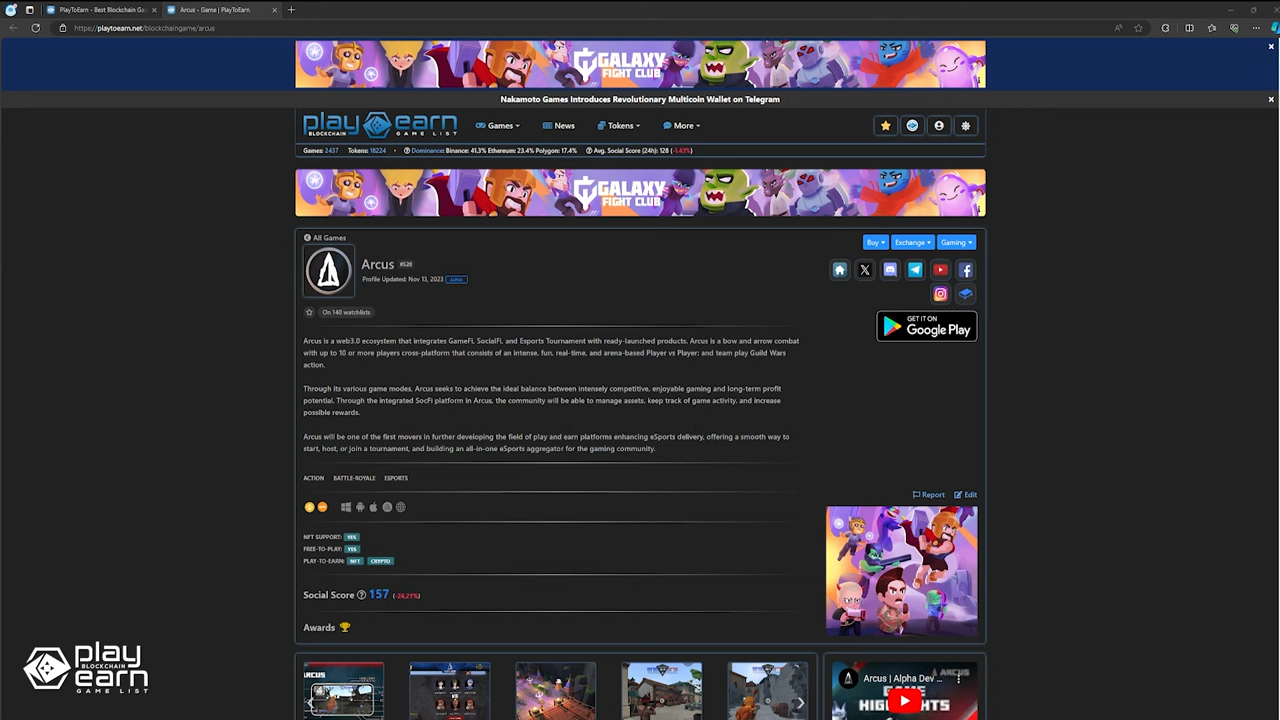 PlayToEarn - Best Blockchain Ga
Arcus - Game | PlayToEarn
https://playtoearn.net/blockchaingame/arcus
GALAXY
FIGHT CLUB
Nakamoto Games Introduces Revolutionary Multicoin Wallet on Telegram
play earn
BLOCKCHAIN GAME LIST
Games
News
Tokens
More
Games: 2437 Tokens: 18224 Dominance: Binance: 41.3% Ethereum: 23.4% Polygon: 17.4% Avg. Social Score (24h): 128 (-1.43%)
GALAXY
FIGHT CLUB
All Games
Buy
Exchange
Gaming
Arcus #528
Profile Updated: Nov 13, 2023 ALPHA
On 140 watchlists
GET IT ON
Google Play
Arcus is a web3.0 ecosystem that integrates GameFi, SocialFi, and Esports Tournament with ready-launched products. Arcus is a bow and arrow combat
with up to 10 or more players cross-platform that consists of an intense, fun, real-time, and arena-based Player vs Player; and team play Guild Wars
action.
Through its various game modes, Arcus seeks to achieve the ideal balance between intensely competitive, enjoyable gaming and long-term profit
potential. Through the integrated SocFi platform in Arcus, the community will be able to manage assets, keep track of game activity, and increase
possible rewards.
Arcus will be one of the first movers in further developing the field of play and earn platforms enhancing eSports delivery, offering a smooth way to
start, host, or join a tournament, and building an all-in-one eSports aggregator for the gaming community.
ACTION BATTLE-ROYALE ESPORTS
Report Edit
NFT SUPPORT: YES
FREE-TO-PLAY: YES
PLAY-TO-EARN: NFT CRYPTO
Social Score 157 (-24.21%)
Awards
play earn
BLOCKCHAIN
GAME LIST
ARCUS
Arcus | Alpha Dev ...
ARCUS
GAME
HIGHLIGHTS